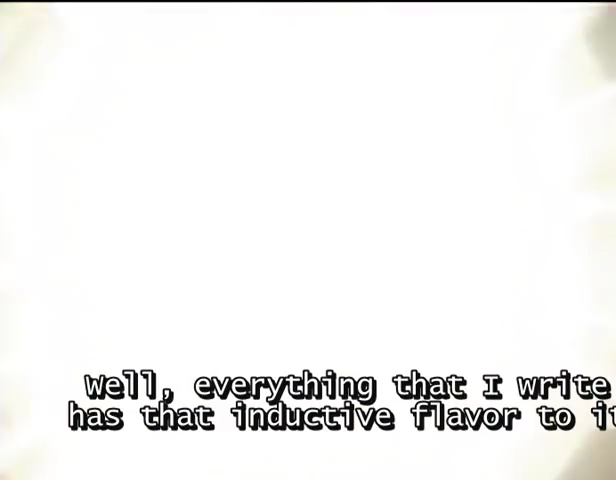 Well, everything that I write
has that inductive flavor to it